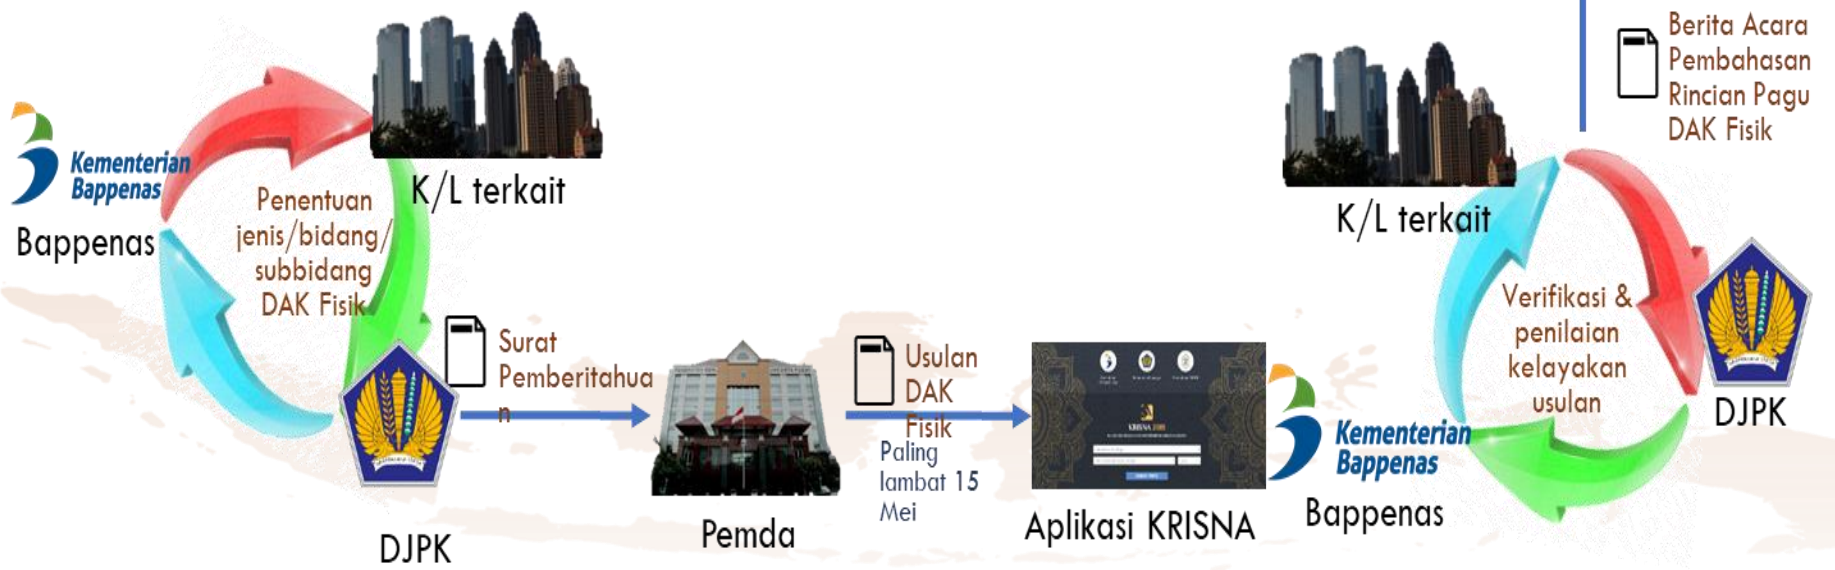 Kementerian
Bappenas
Bappenas
K/L terkait
Penentuan
jenis/bidang/
subbidang
DAK Fisik
DJPK
Surat
Pemberitahua
n
Pemda
Usulan
DAK
Fisik
Paling
lambat 15
Mei
KRISNA
Aplikasi KRISNA
K/L terkait
Berita Acara
Pembahasan
Rincian Pagu
DAK Fisik
Verifikasi &
penilaian
kelayakan
usulan
DJPK
Kementerian
Bappenas
Bappenas